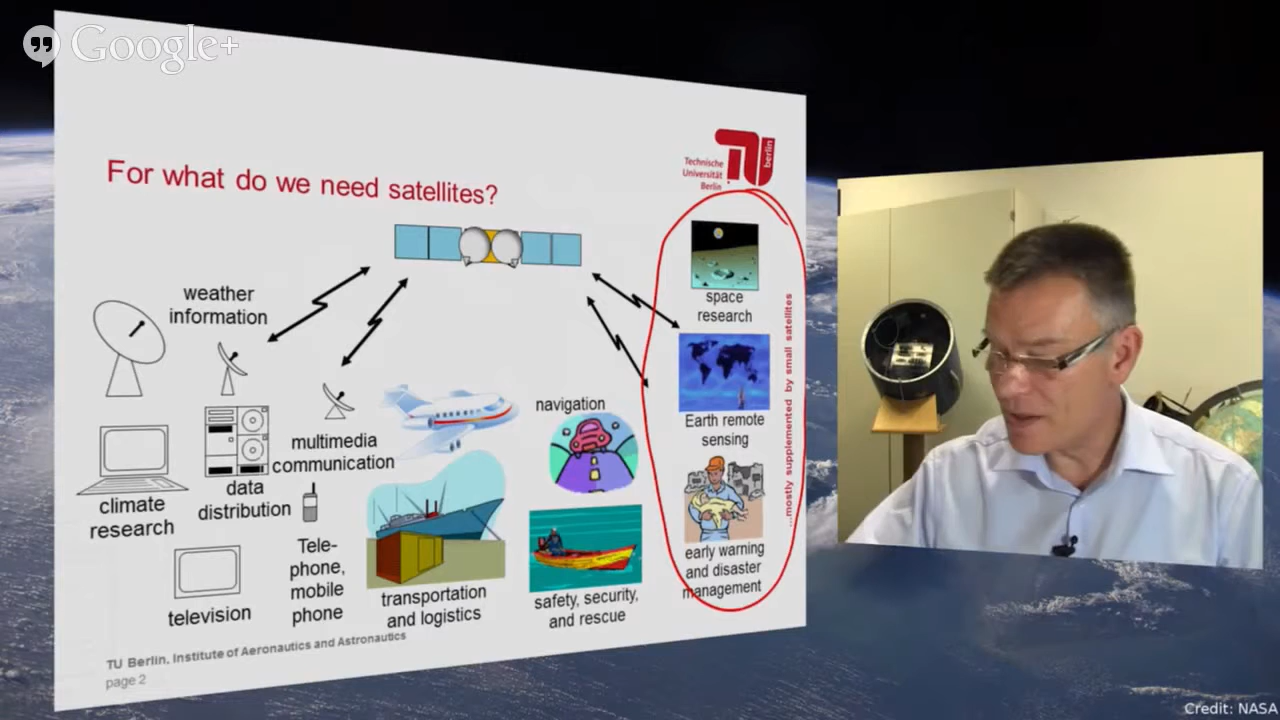 Google+
For what do we need satellites?
Technische
Universität
Berlin
berlin
weather
information
climate
research
data
distribution
television
multimedia
communication
Tele-
phone,
mobile
phone
transportation
and logistics
navigation
safety, security,
and rescue
space
research
Earth remote
sensing
early warning
and disaster
management
...mostly supplemented by small satellites
TU Berlin, Institute of Aeronautics and Astronautics
page 2
Credit: NASA